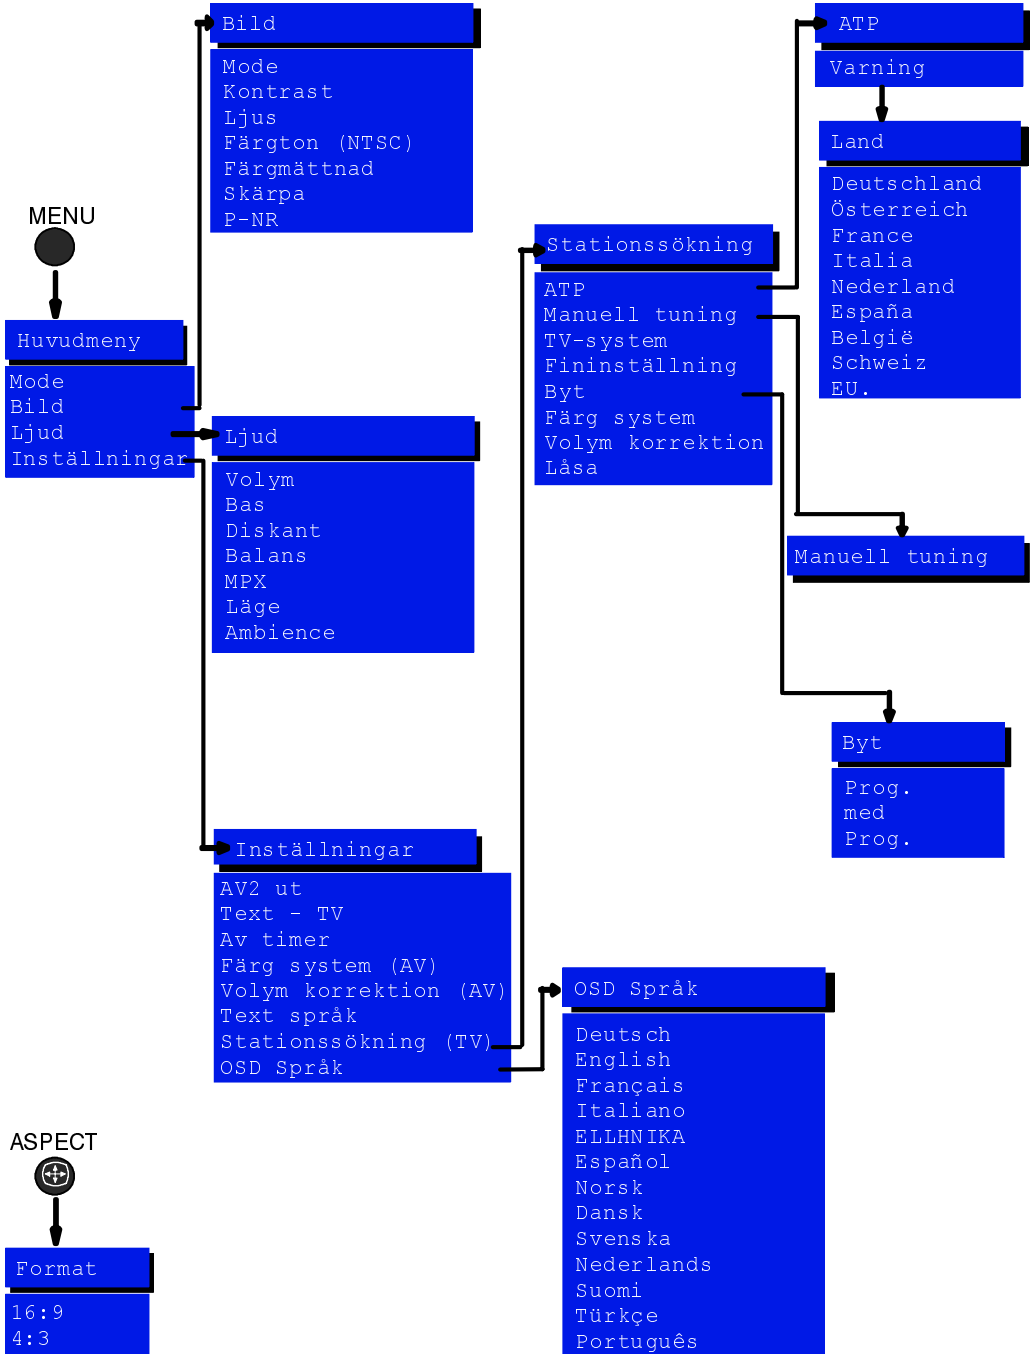 MENU
Huvudmeny
Mode
Bild
Ljud
Inställningar
Bild
Mode
Kontrast
Ljus
Färgton (NTSC)
Färgmättnad
Skärpa
P-NR
Ljud
Volym
Bas
Diskant
Balans
MPX
Läge
Ambience
Inställningar
AV2 ut
Text - TV
Av timer
Färg system (AV)
Volym korrektion (AV)
Text språk
Stationssökning (TV)
OSD Språk
Stationssökning
ATP
Manuell tuning
TV-system
Fininställning
Byt
Färg system
Volym korrektion
Låsa
ATP
Varning
Land
Deutschland
Österreich
France
Italia
Nederland
España
België
Schweiz
EU.
Manuell tuning
Byt
Prog.
med
Prog.
OSD Språk
Deutsch
English
Français
Italiano
ELLHNIKA
Español
Norsk
Dansk
Svenska
Nederlands
Suomi
Türkçe
Português
ASPECT
Format
16:9
4:3